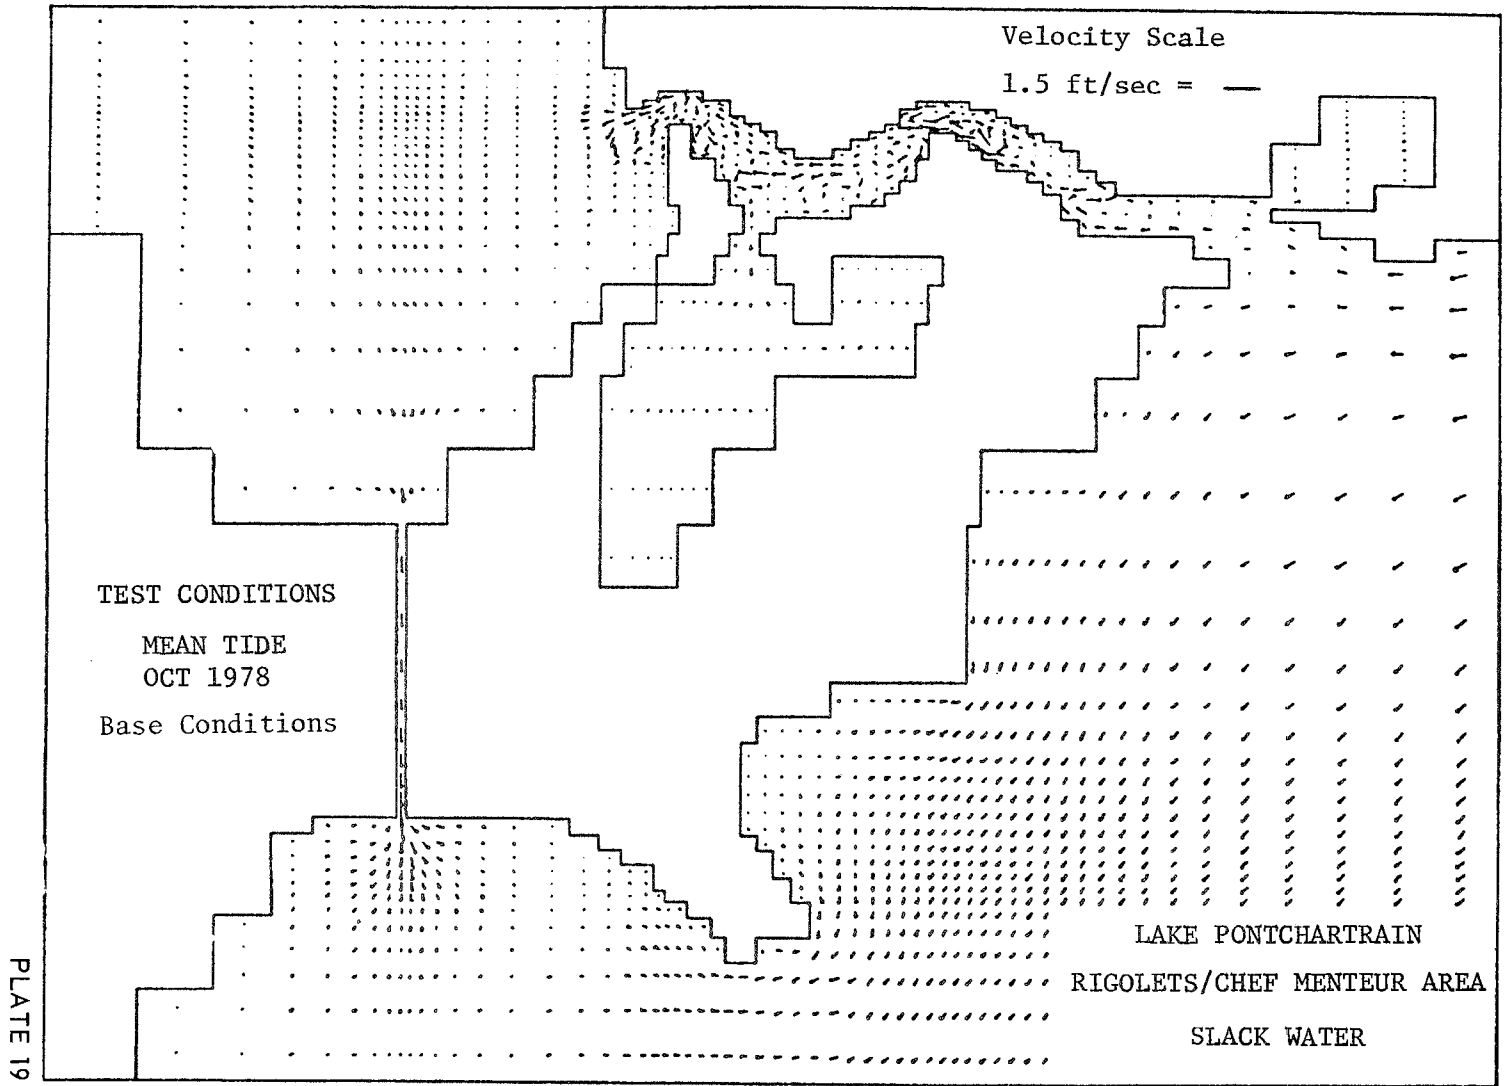 Velocity Scale
1.5 ft/sec =
TEST CONDITIONS
MEAN TIDE
OCT 1978
Base Conditions
LAKE PONTCHARTRAIN
RIGOLETS/CHEF MENTEUR AREA
SLACK WATER
PLATE 19